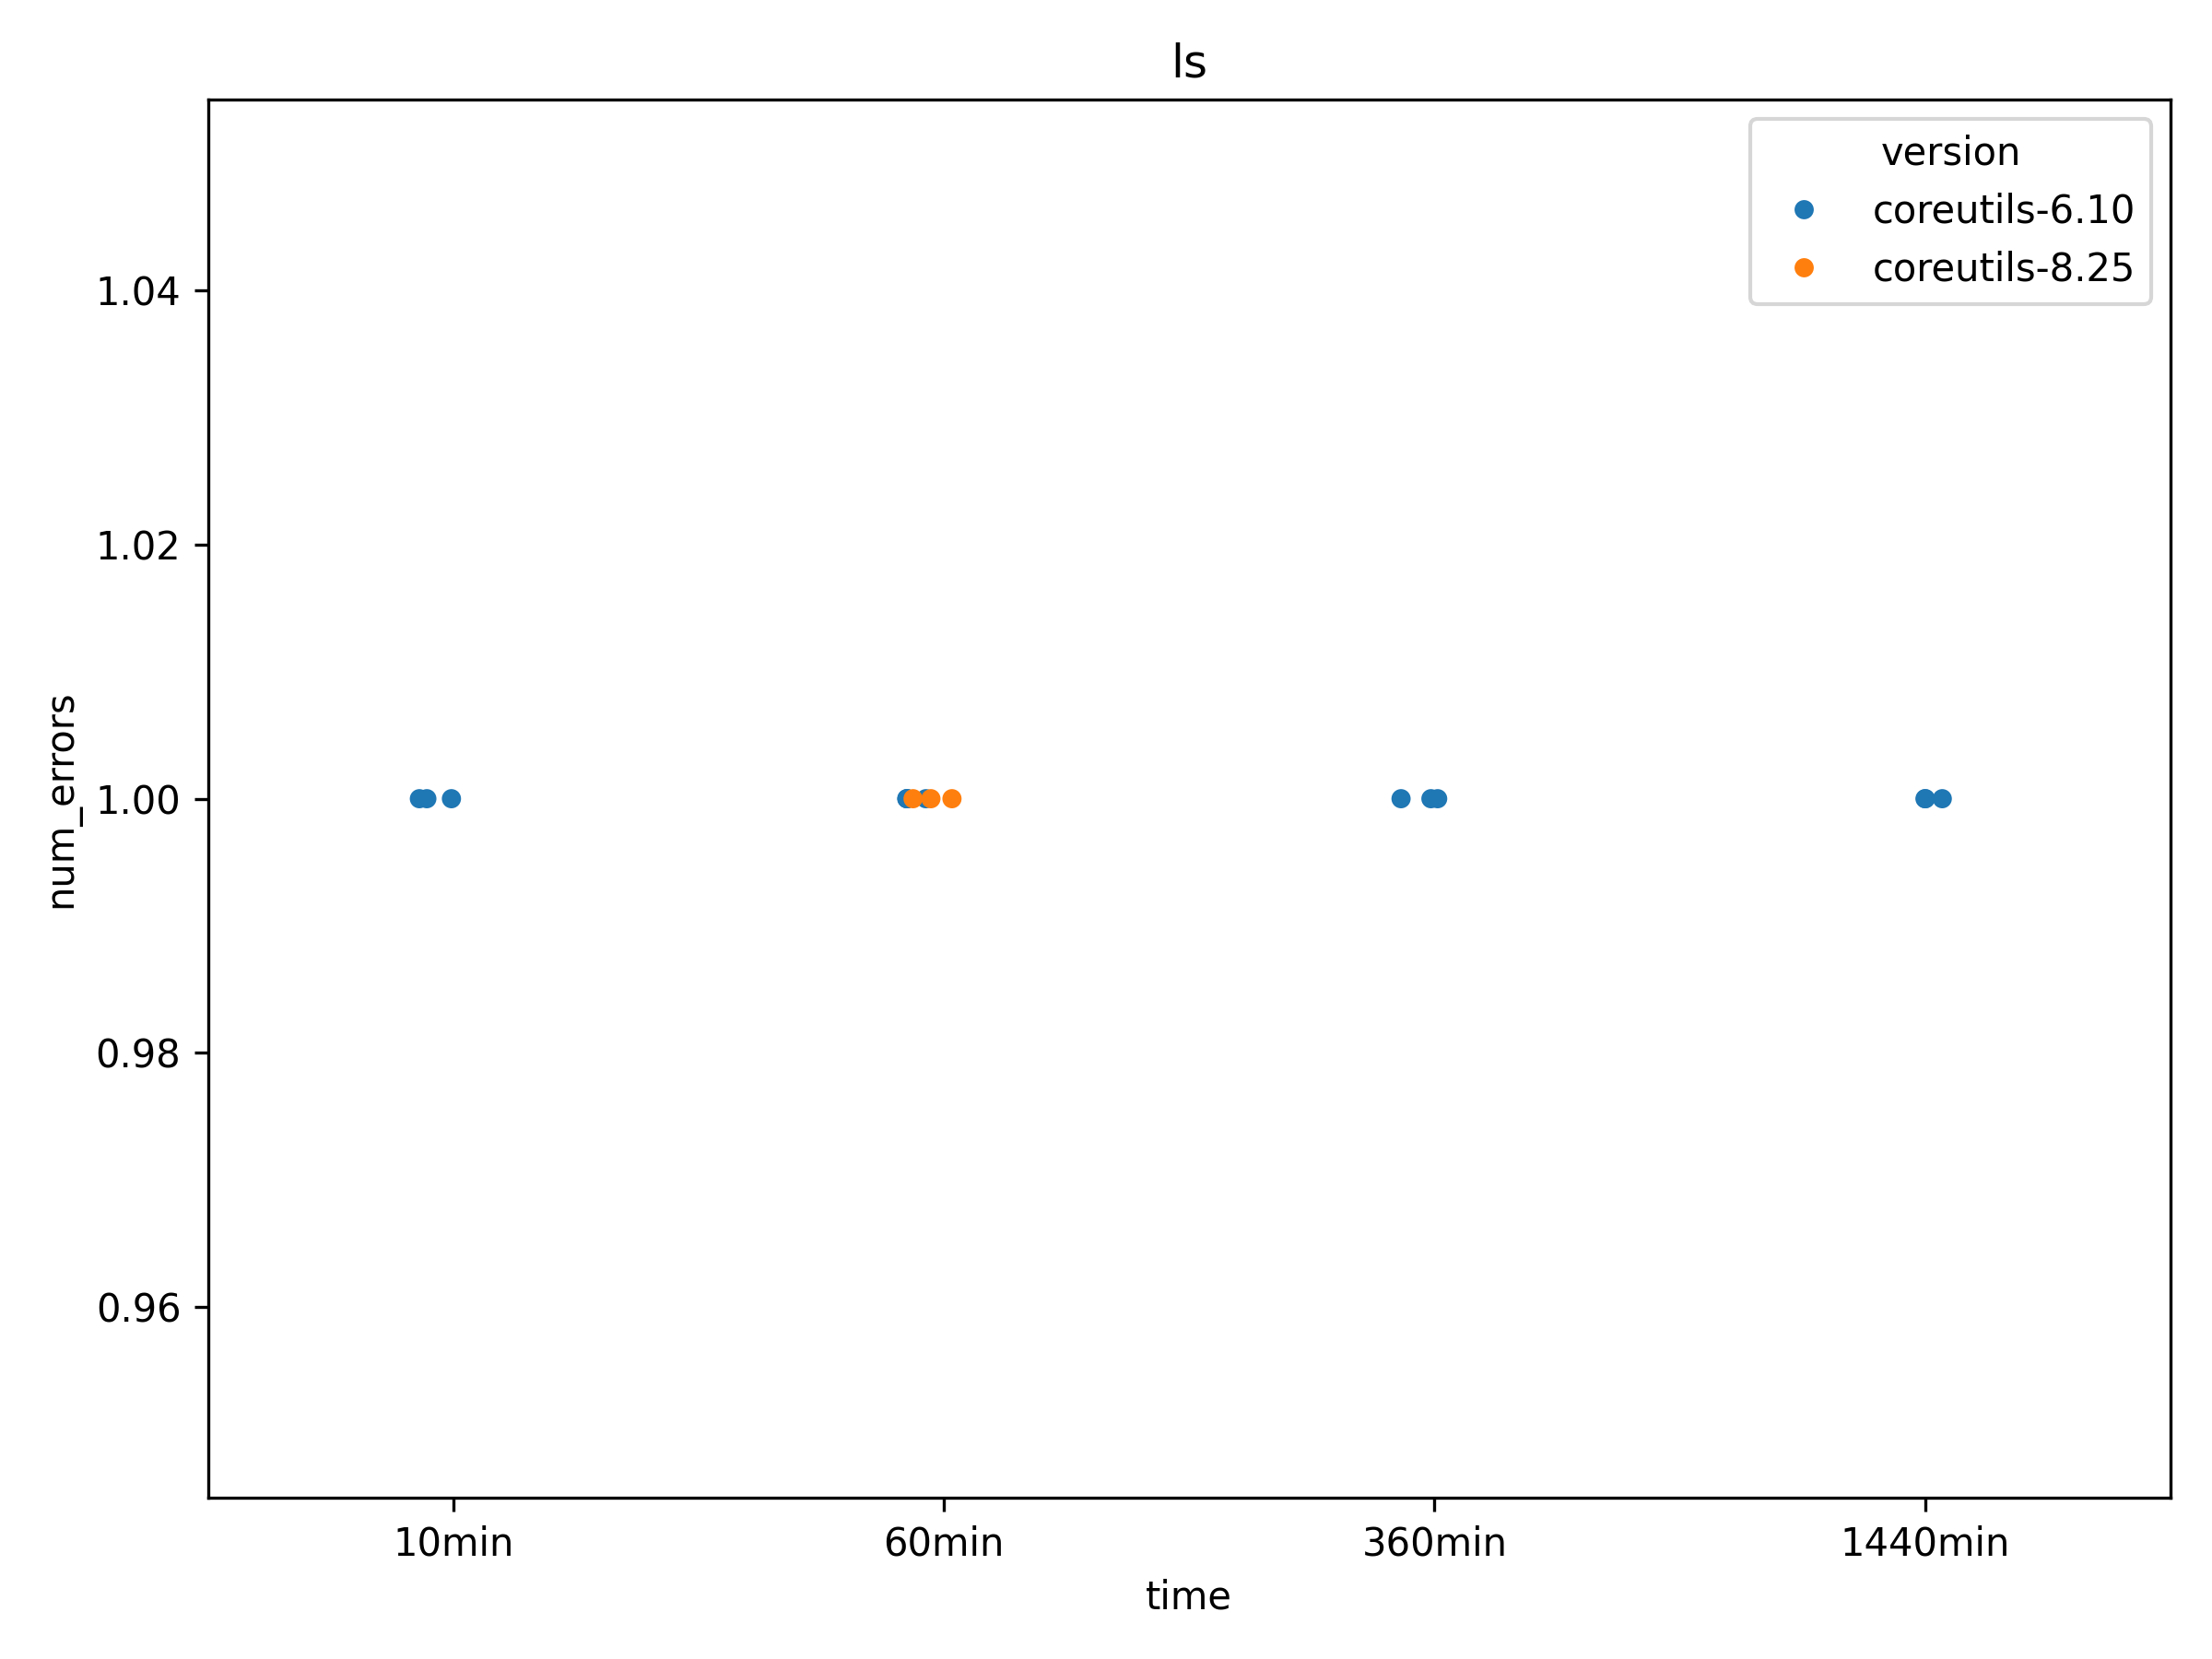 ls
version
coreutils-6.10
coreutils-8.25
num_errors
1.04
1.02
1.00
0.98
0.96
10min
60min
360min
1440min
time